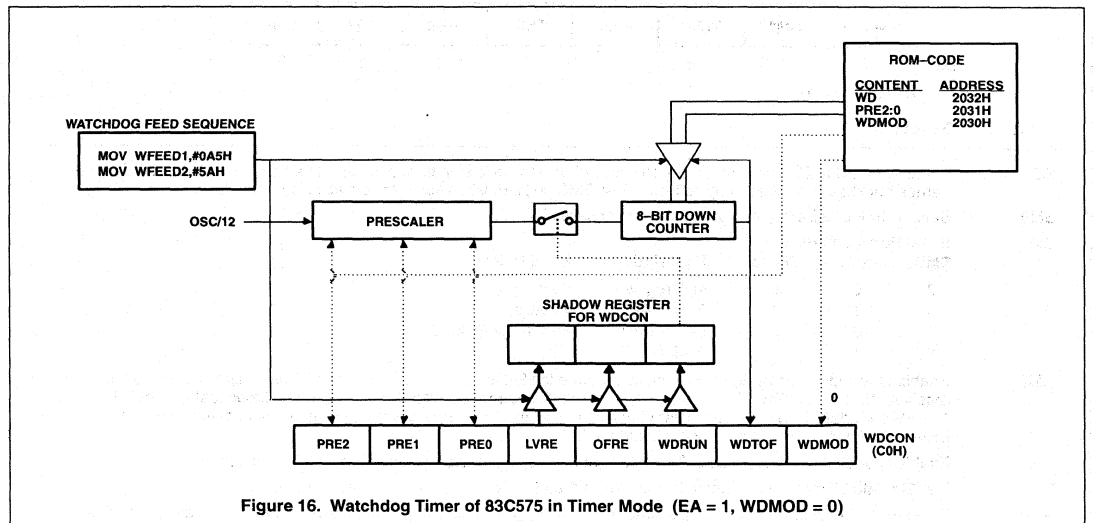 ROM–CODE
CONTENT ADDRESS
WD 2032H
PRE2:0 2031H
WDMOD 2030H
WATCHDOG FEED SEQUENCE
MOV WFEED1,#0A5H
MOV WFEED2,#5AH
OSC/12
PRESCALER
8–BIT DOWN
COUNTER
SHADOW REGISTER
FOR WDCON
0
PRE2 PRE1 PRE0 LVRE OFRE WDRUN WDTOF WDMOD
WDCON
(C0H)
Figure 16. Watchdog Timer of 83C575 in Timer Mode (EA = 1, WDMOD = 0)